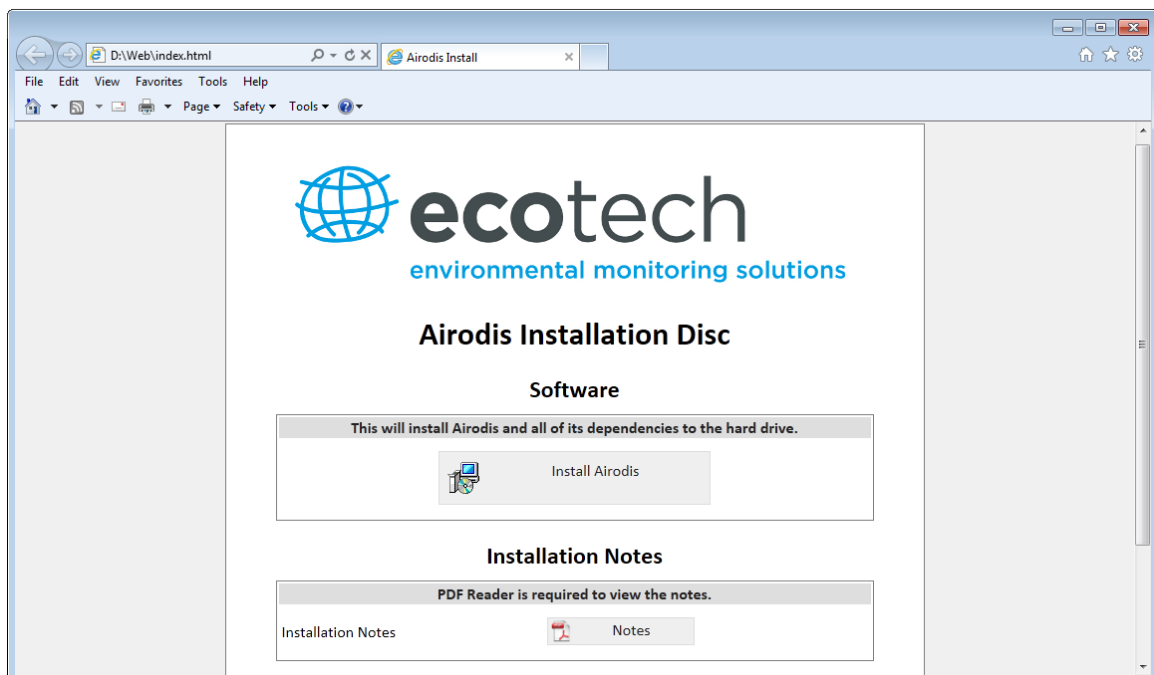 D:\Web\index.html
Airodis Install
File Edit View Favorites Tools Help
Page Safety Tools
ecotech
environmental monitoring solutions
Airodis Installation Disc
Software
This will install Airodis and all of its dependencies to the hard drive.
Install Airodis
Installation Notes
PDF Reader is required to view the notes.
Installation Notes Notes